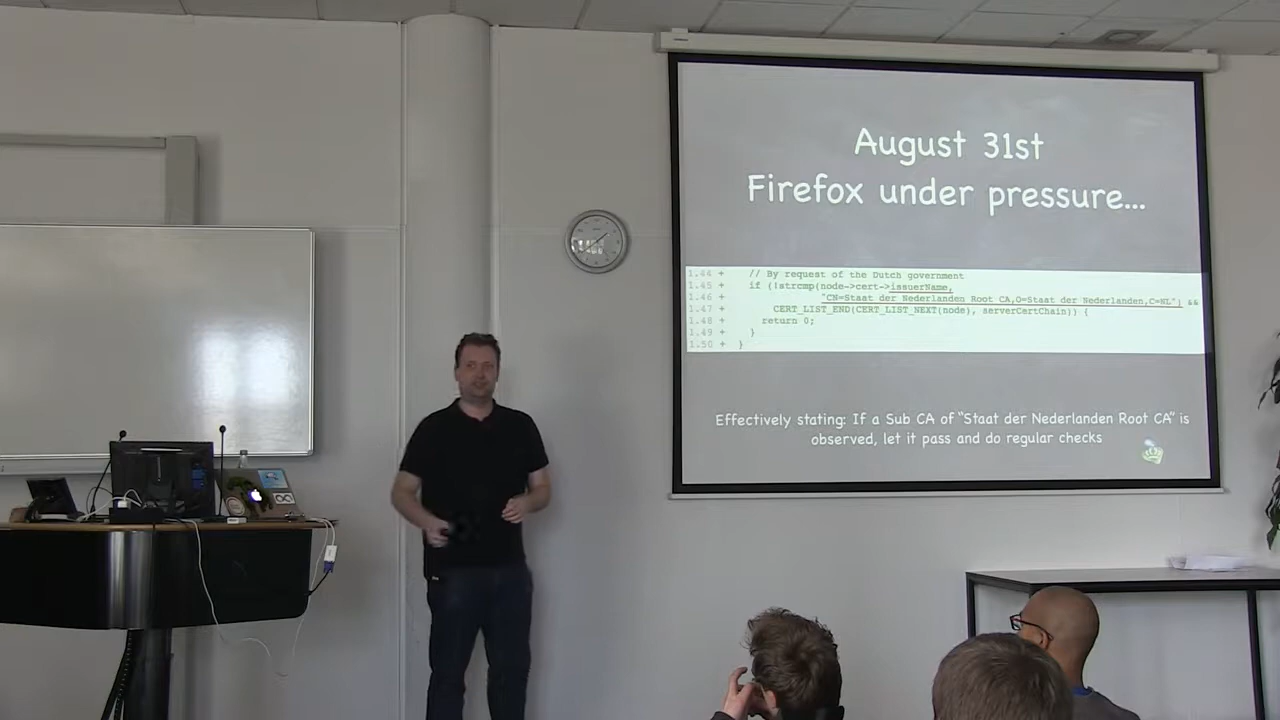 August 31st
Firefox under pressure...
1.44 + // By request of the Dutch government
1.45 + if (!strcmp(node->cert->issuerName,
1.46 + "CN=Staat der Nederlanden Root CA,O=Staat der Nederlanden,C=NL") &&
1.47 + CERT_LIST_END(CERT_LIST_NEXT(node), serverCertChain)) {
1.48 + return 0;
1.49 + }
1.50 + }
Effectively stating: If a Sub CA of "Staat der Nederlanden Root CA" is
observed, let it pass and do regular checks